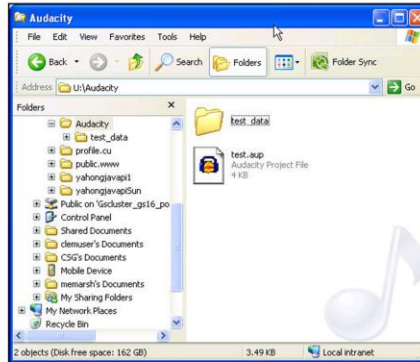 Audacity
File Edit View Favorites Tools Help
Back Search Folders Folder Sync
Address U:\Audacity Go
Folders x
Audacity
test_data
profile.cu
public.www
yahongjavapi1
yahongjavapiSun
Public on 'Gscluster_gs16_po
Control Panel
Shared Documents
clemuser's Documents
CSG's Documents
Mobile Device
memarsh's Documents
My Sharing Folders
My Network Places
Recycle Bin
test_data
test.aup
Audacity Project File
4 KB
2 objects (Disk free space: 162 GB) 3.49 KB Local intranet